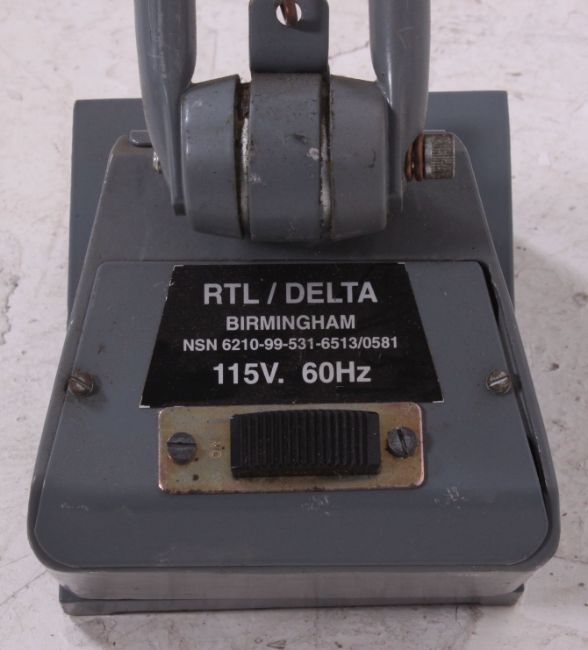 RTL / DELTA
BIRMINGHAM
NSN 6210-99-531-6513/0581
115V. 60Hz